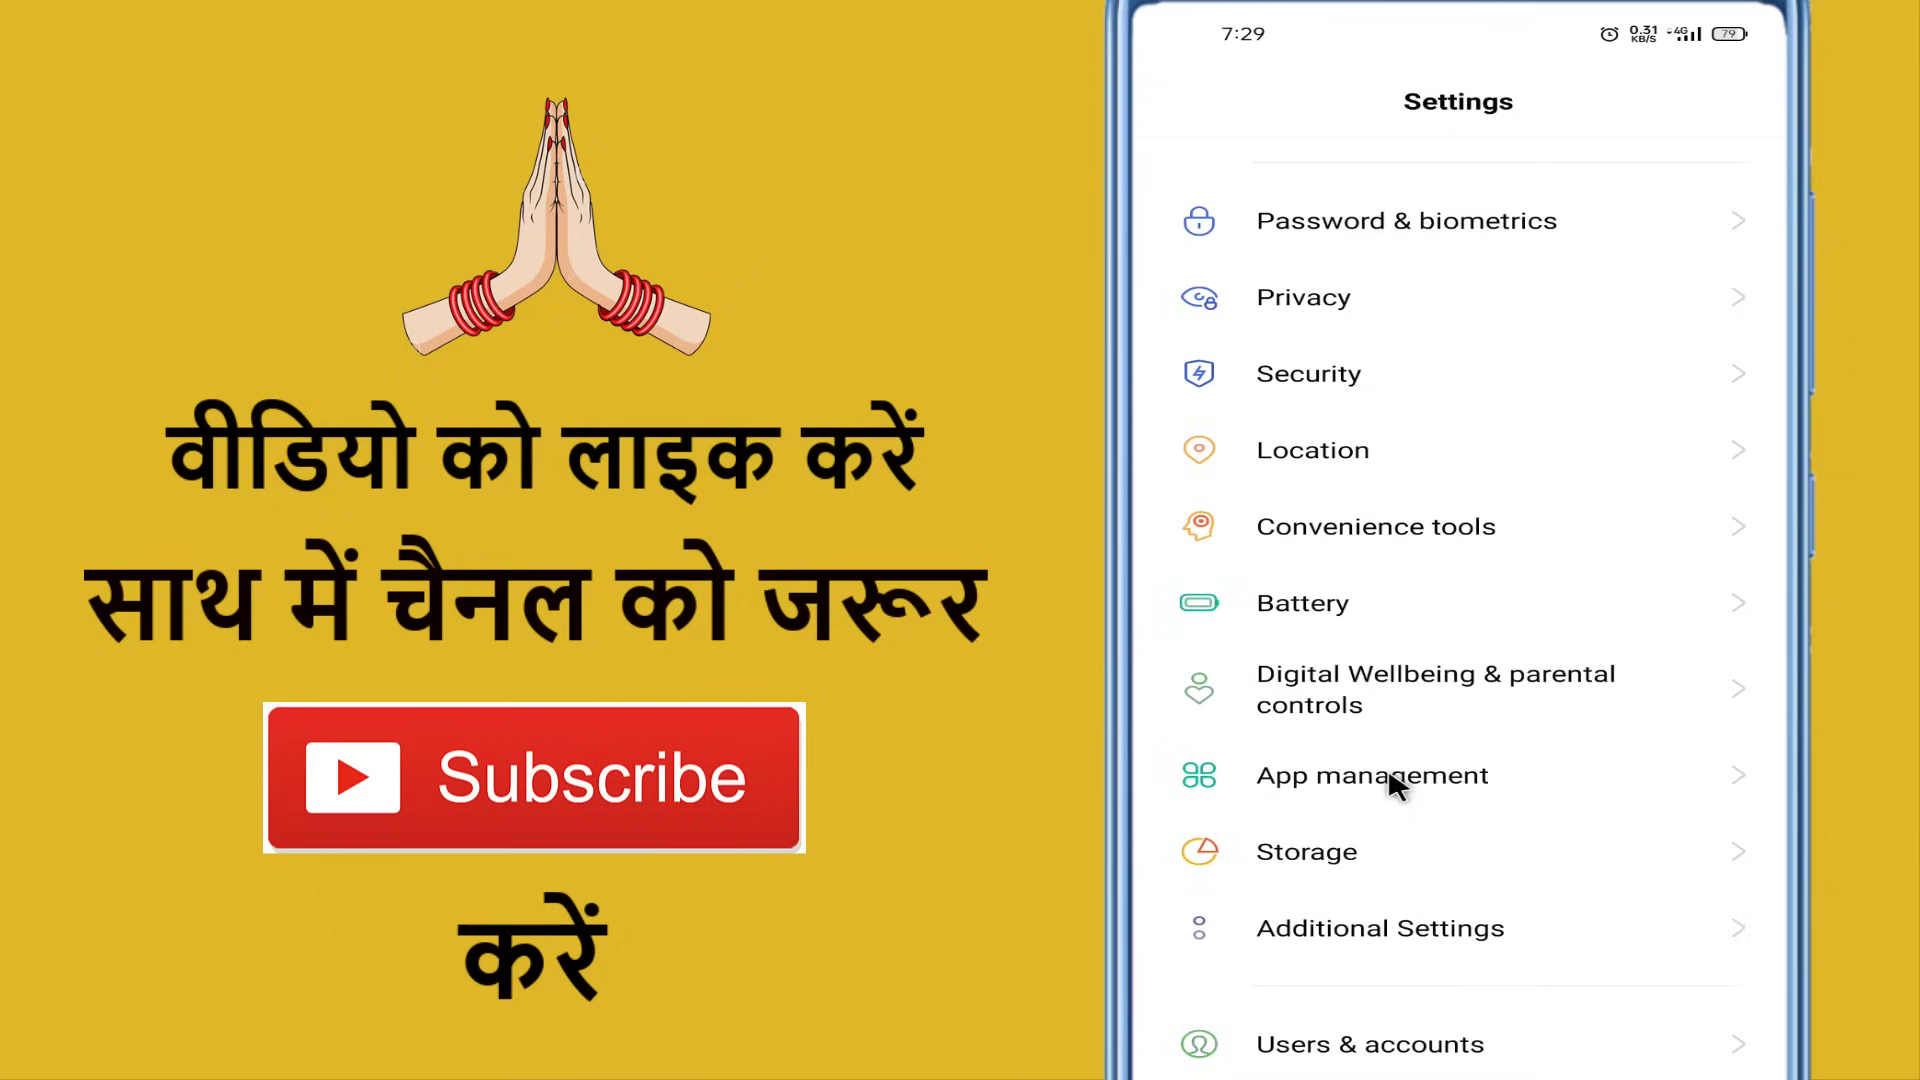 वीडियो को लाइक करें
साथ में चैनल को जरूर
Subscribe
करें
7:29
0.31
KB/S
4G
79
Settings
Password & biometrics
Privacy
Security
Location
Convenience tools
Battery
Digital Wellbeing & parental
controls
App management
Storage
Additional Settings
Users & accounts